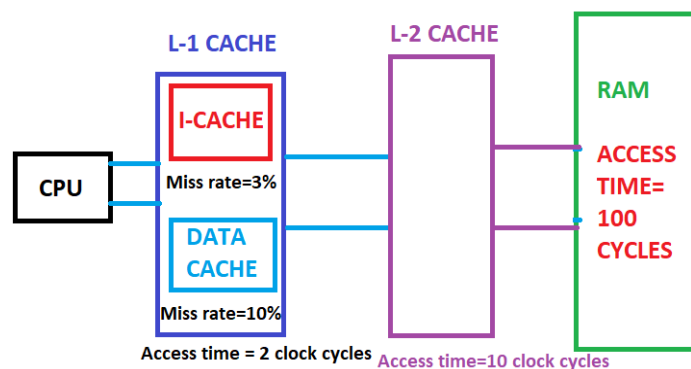 L-1 CACHE
L-2 CACHE
I-CACHE
RAM
CPU
Miss rate=3%
ACCESS
TIME=
100
CYCLES
DATA
CACHE
Miss rate=10%
Access time = 2 clock cycles
Access time=10 clock cycles